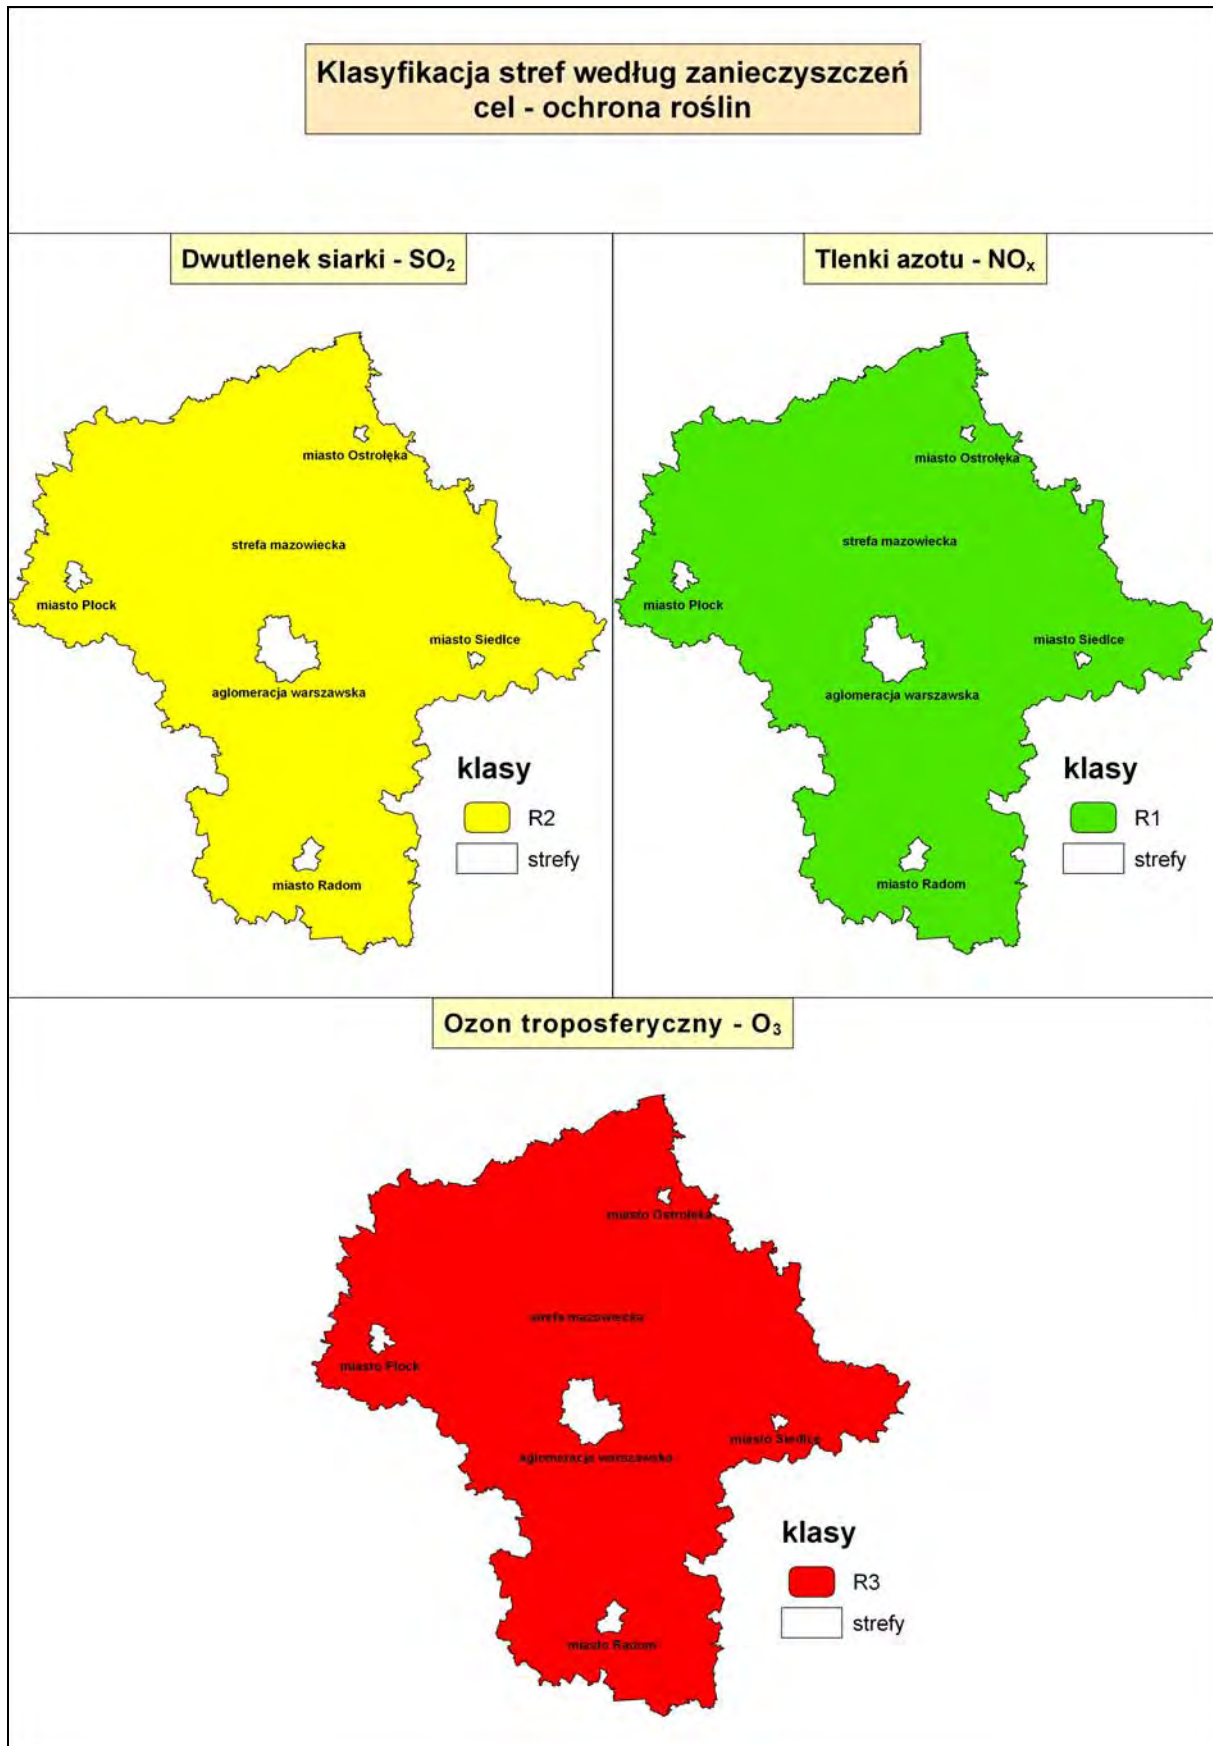 Klasyfikacja stref według zanieczyszczeń
cel - ochrona roślin
Dwutlenek siarki - SO₂
miasto Ostrołęka
strefa mazowiecka
miasto Płock
miasto Siedlce
aglomeracja warszawska
klasy
R2
strefy
miasto Radom
Tlenki azotu - NOₓ
miasto Ostrołęka
strefa mazowiecka
miasto Płock
miasto Siedlce
aglomeracja warszawska
klasy
R1
strefy
miasto Radom
Ozon troposferyczny - O₃
miasto Ostrołęka
strefa mazowiecka
miasto Płock
miasto Siedlce
aglomeracja warszawska
klasy
R3
strefy
miasto Radom